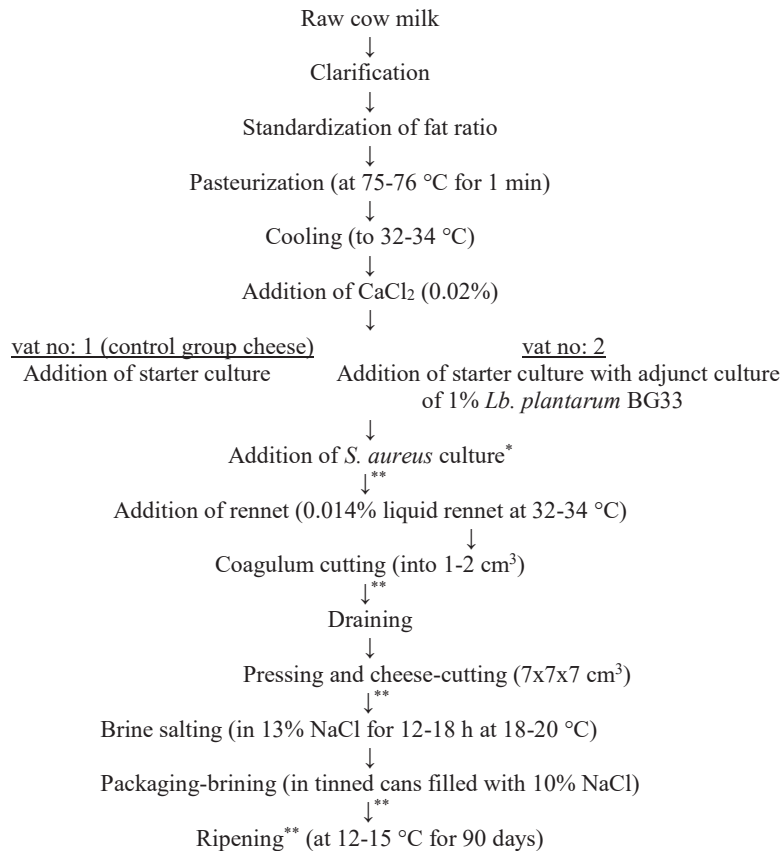 Raw cow milk
↓
Clarification
↓
Standardization of fat ratio
↓
Pasteurization (at 75-76 °C for 1 min)
↓
Cooling (to 32-34 °C)
↓
Addition of CaCl₂ (0.02%)
↓
vat no: 1 (control group cheese) vat no: 2
Addition of starter culture Addition of starter culture with adjunct culture
of 1% Lb. plantarum BG33
↓
Addition of S. aureus culture*
↓**
Addition of rennet (0.014% liquid rennet at 32-34 °C)
↓
Coagulum cutting (into 1-2 cm³)
↓**
Draining
↓
Pressing and cheese-cutting (7x7x7 cm³)
↓**
Brine salting (in 13% NaCl for 12-18 h at 18-20 °C)
↓
Packaging-brining (in tinned cans filled with 10% NaCl)
↓**
Ripening** (at 12-15 °C for 90 days)